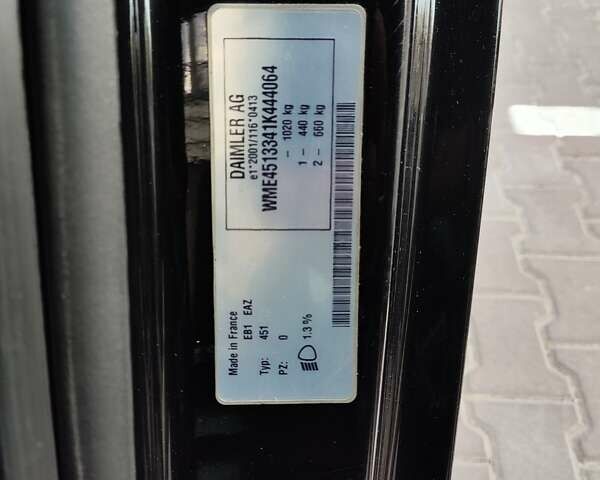 DAIMLER AG
e1*2001/116*0413
WME4513341K444064
– 1020 kg
1 – 440 kg
2 – 660 kg
Made in France
EB1 EAZ
Typ: 451
PZ: 0
1.3 %